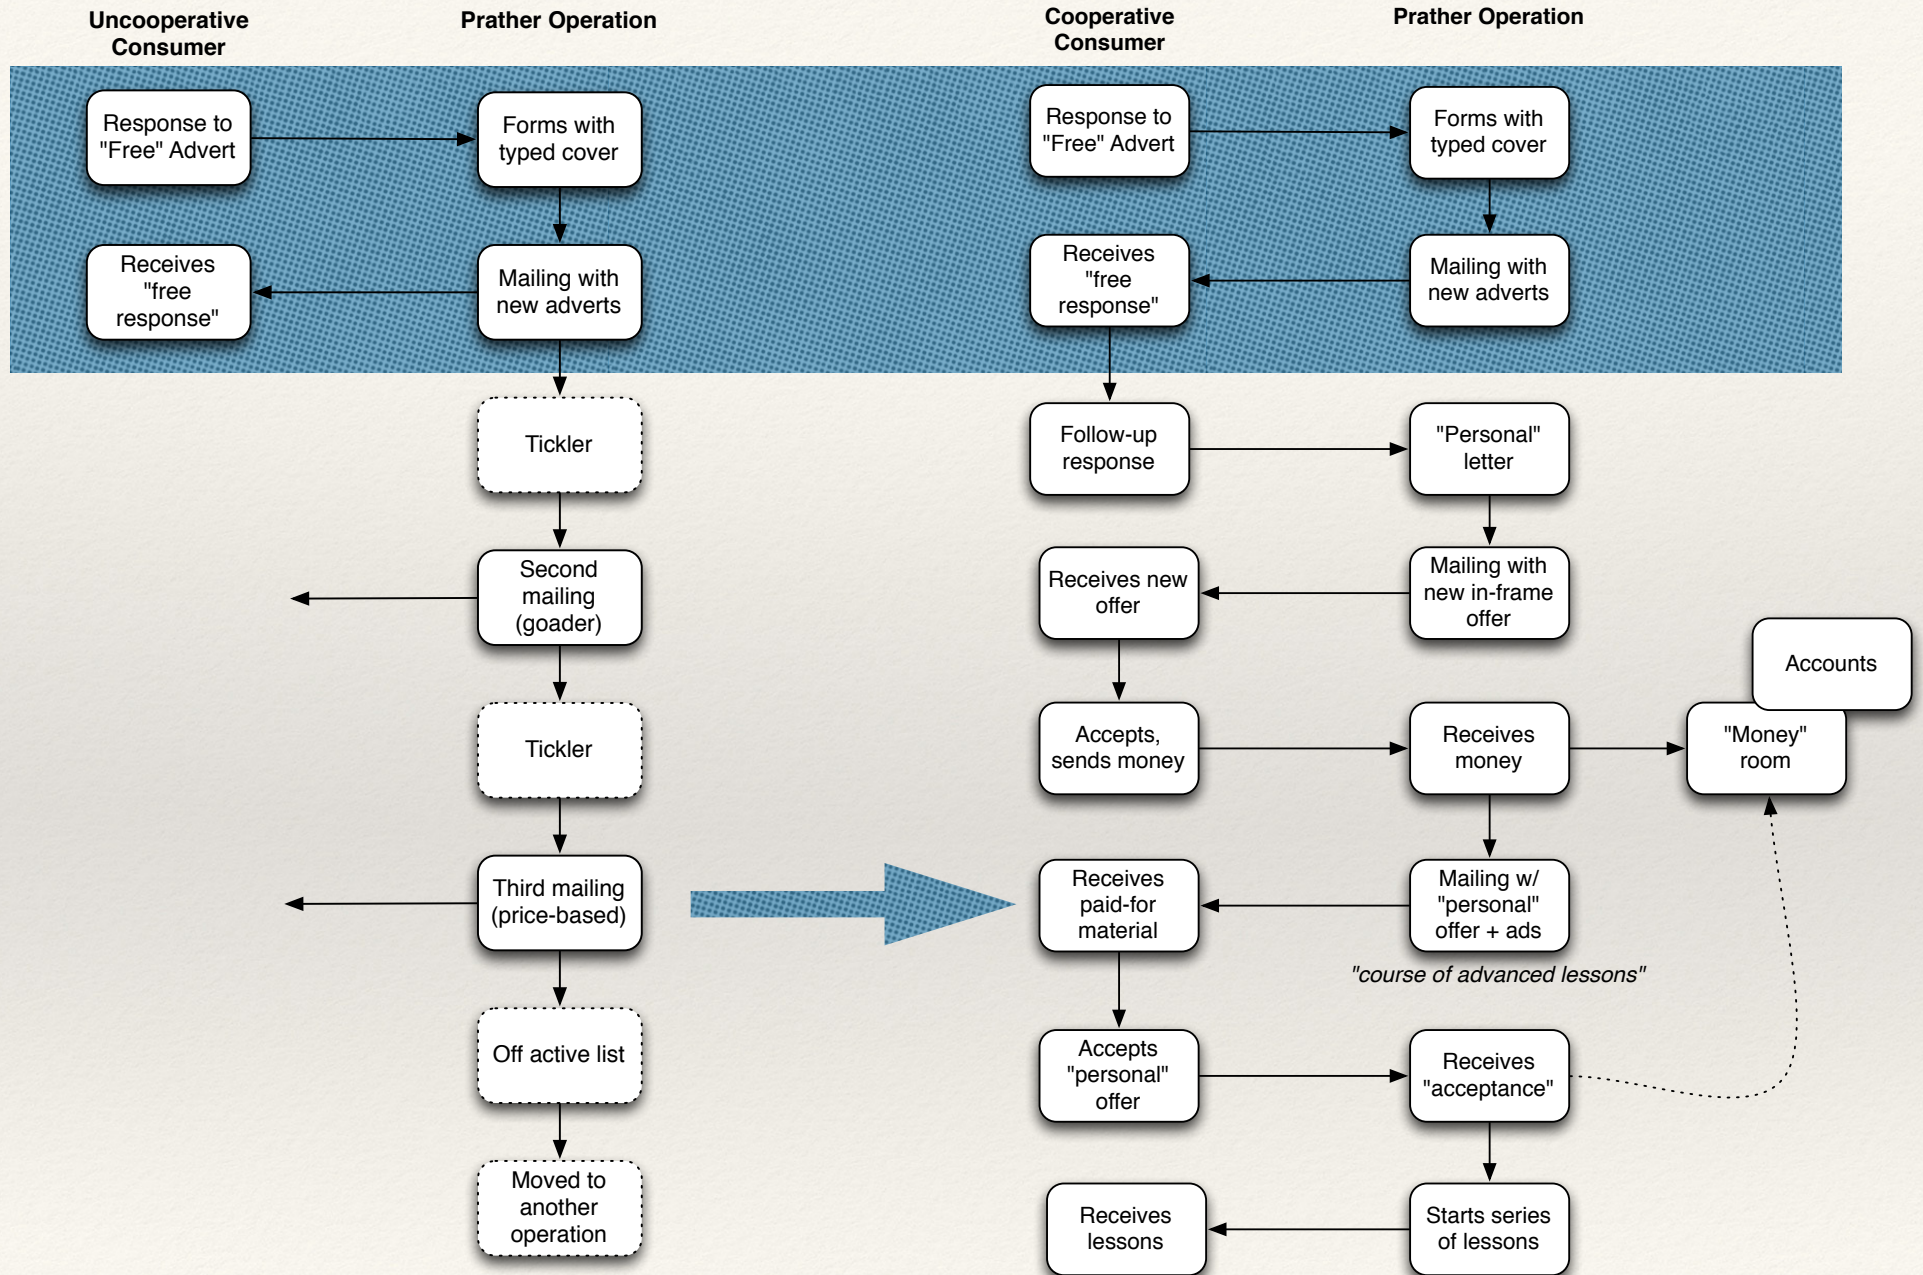 Uncooperative
Consumer
Prather Operation
Cooperative
Consumer
Prather Operation
Response to
"Free" Advert
Forms with
typed cover
Response to
"Free" Advert
Forms with
typed cover
Receives
"free
response"
Mailing with
new adverts
Receives
"free
response"
Mailing with
new adverts
Tickler
Follow-up
response
"Personal"
letter
Second
mailing
(goader)
Receives new
offer
Mailing with
new in-frame
offer
Accounts
Tickler
Accepts,
sends money
Receives
money
"Money"
room
Third mailing
(price-based)
Receives
paid-for
material
Mailing w/
"personal"
offer + ads
"course of advanced lessons"
Off active list
Accepts
"personal"
offer
Receives
"acceptance"
Moved to
another
operation
Receives
lessons
Starts series
of lessons